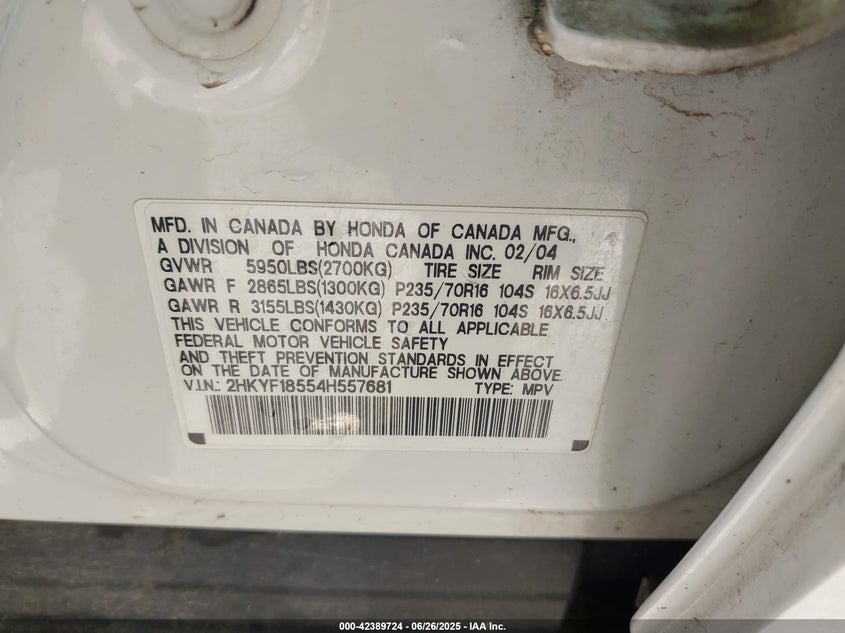 MFD. IN CANADA BY HONDA OF CANADA MFG.,
A DIVISION OF HONDA CANADA INC. 02/04
GVWR 5950LBS(2700KG) TIRE SIZE RIM SIZE
GAWR F 2865LBS(1300KG) P235/70R16 104S 16X6.5JJ
GAWR R 3155LBS(1430KG) P235/70R16 104S 16X6.5JJ
THIS VEHICLE CONFORMS TO ALL APPLICABLE
FEDERAL MOTOR VEHICLE SAFETY
AND THEFT PREVENTION STANDARDS IN EFFECT
ON THE DATE OF MANUFACTURE SHOWN ABOVE.
V.I.N.: 2HKYF18554H557681 TYPE: MPV
000-42389724 - 06/26/2025 - IAA Inc.